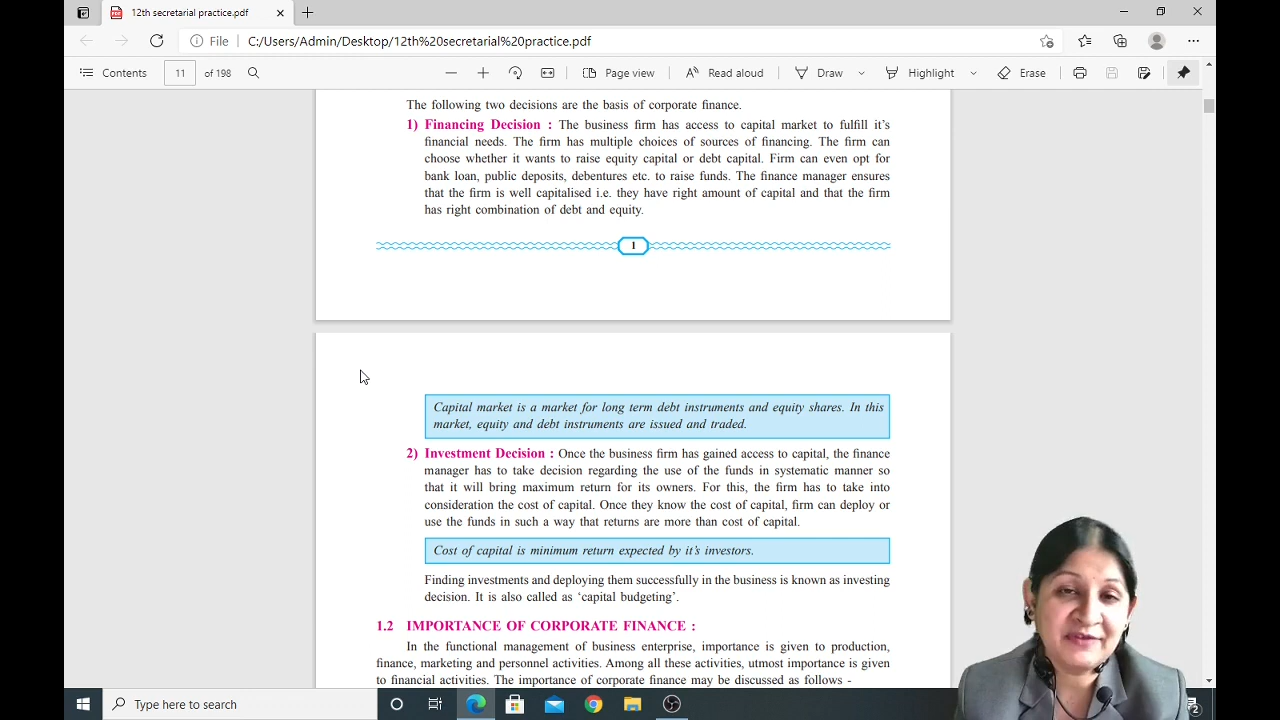 12th secretarial practice.pdf
File
C:/Users/Admin/Desktop/12th%20secretarial%20practice.pdf
Contents
11
of 198
Page view
Read aloud
Draw
Highlight
Erase
The following two decisions are the basis of corporate finance.
1) Financing Decision : The business firm has access to capital market to fulfill it's
financial needs. The firm has multiple choices of sources of financing. The firm can
choose whether it wants to raise equity capital or debt capital. Firm can even opt for
bank loan, public deposits, debentures etc. to raise funds. The finance manager ensures
that the firm is well capitalised i.e. they have right amount of capital and that the firm
has right combination of debt and equity.
1
Capital market is a market for long term debt instruments and equity shares. In this
market, equity and debt instruments are issued and traded.
2) Investment Decision : Once the business firm has gained access to capital, the finance
manager has to take decision regarding the use of the funds in systematic manner so
that it will bring maximum return for its owners. For this, the firm has to take into
consideration the cost of capital. Once they know the cost of capital, firm can deploy or
use the funds in such a way that returns are more than cost of capital.
Cost of capital is minimum return expected by it's investors.
Finding investments and deploying them successfully in the business is known as investing
decision. It is also called as ‘capital budgeting’.
1.2 IMPORTANCE OF CORPORATE FINANCE :
In the functional management of business enterprise, importance is given to production,
finance, marketing and personnel activities. Among all these activities, utmost importance is given
to financial activities. The importance of corporate finance may be discussed as follows -
Type here to search
2